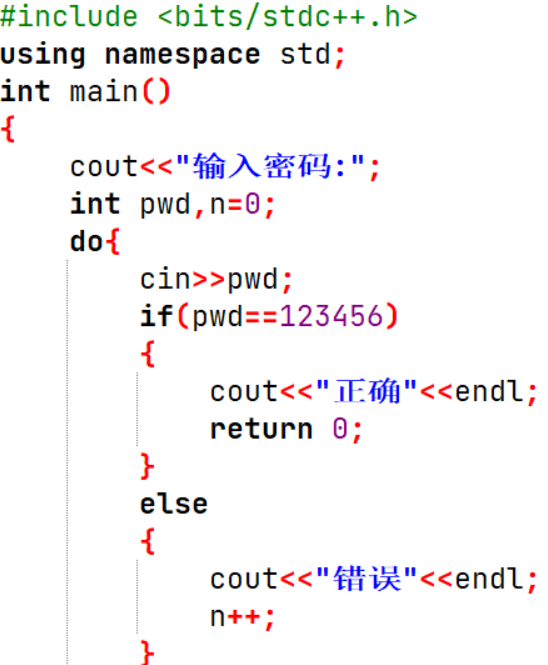 #include <bits/stdc++.h>
using namespace std;
int main()
{
    cout<<"输入密码:";
    int pwd,n=0;
    do{
        cin>>pwd;
        if(pwd==123456)
        {
            cout<<"正确"<<endl;
            return 0;
        }
        else
        {
            cout<<"错误"<<endl;
            n++;
        }